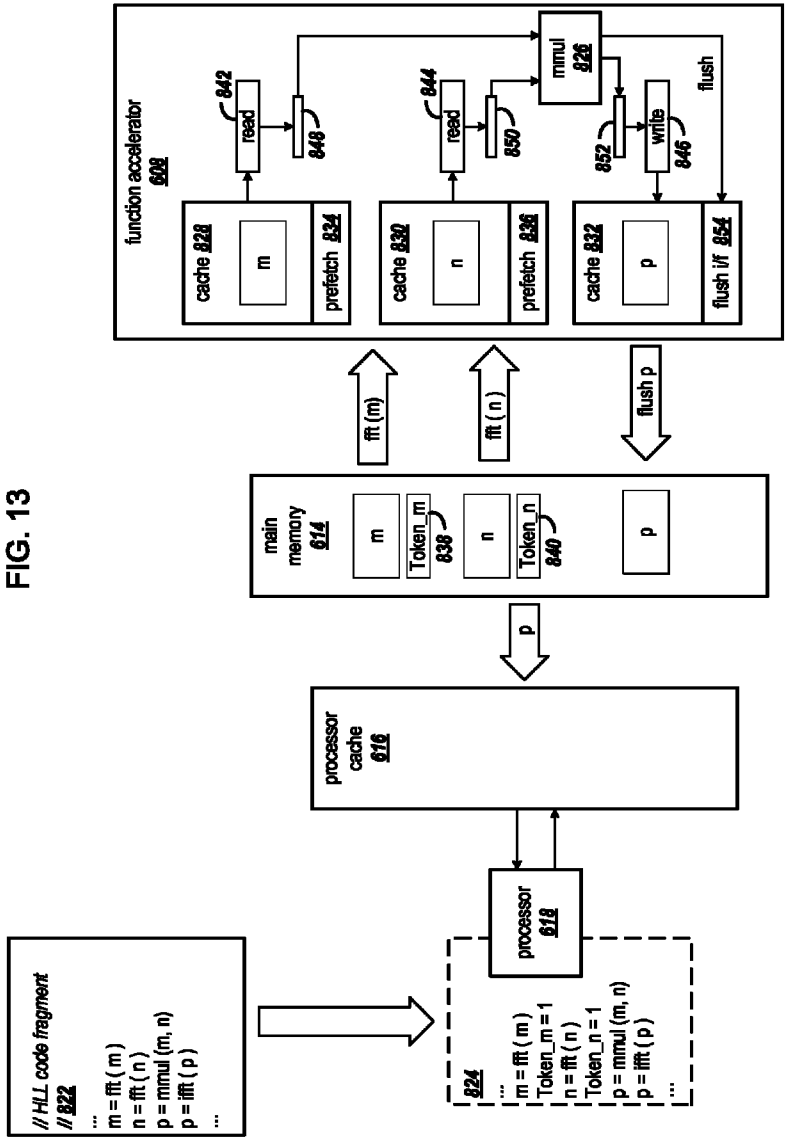 FIG. 13
// HLL code fragment
// 822
...
m = fft ( m )
n = fft ( n )
p = mmul (m, n)
p = ifft ( p )
...
824
...
m = fft ( m )
Token_m = 1
n = fft ( n )
Token_n = 1
p = mmul (m, n)
p = ifft ( p )
...
processor
618
processor
cache
616
p
main
memory
614
m
Token_m
838
n
Token_n
840
p
fft (m)
fft ( n )
flush p
function accelerator
608
cache 828
m
prefetch 834
read
842
848
cache 830
n
prefetch 836
read
844
850
mmul
826
cache 832
p
flush i/f 854
852
write
846
flush